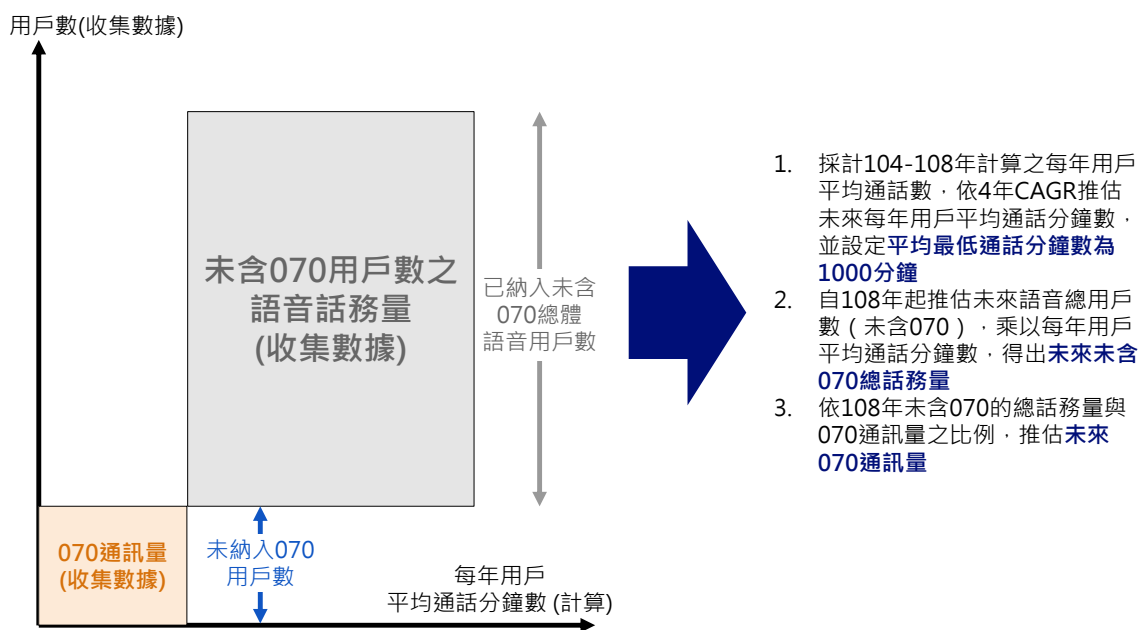 用戶數(收集數據)
未含070用戶數之
語音話務量
(收集數據)
已納入未含
070總體
語音用戶數
070通訊量
(收集數據)
未納入070
用戶數
每年用戶
平均通話分鐘數 (計算)
1. 採計104-108年計算之每年用戶
平均通話數，依4年CAGR推估
未來每年用戶平均通話分鐘數，
並設定平均最低通話分鐘數為
1000分鐘
2. 自108年起推估未來語音總用戶
數（未含070），乘以每年用戶
平均通話分鐘數，得出未來未含
070總話務量
3. 依108年未含070的總話務量與
070通訊量之比例，推估未來
070通訊量